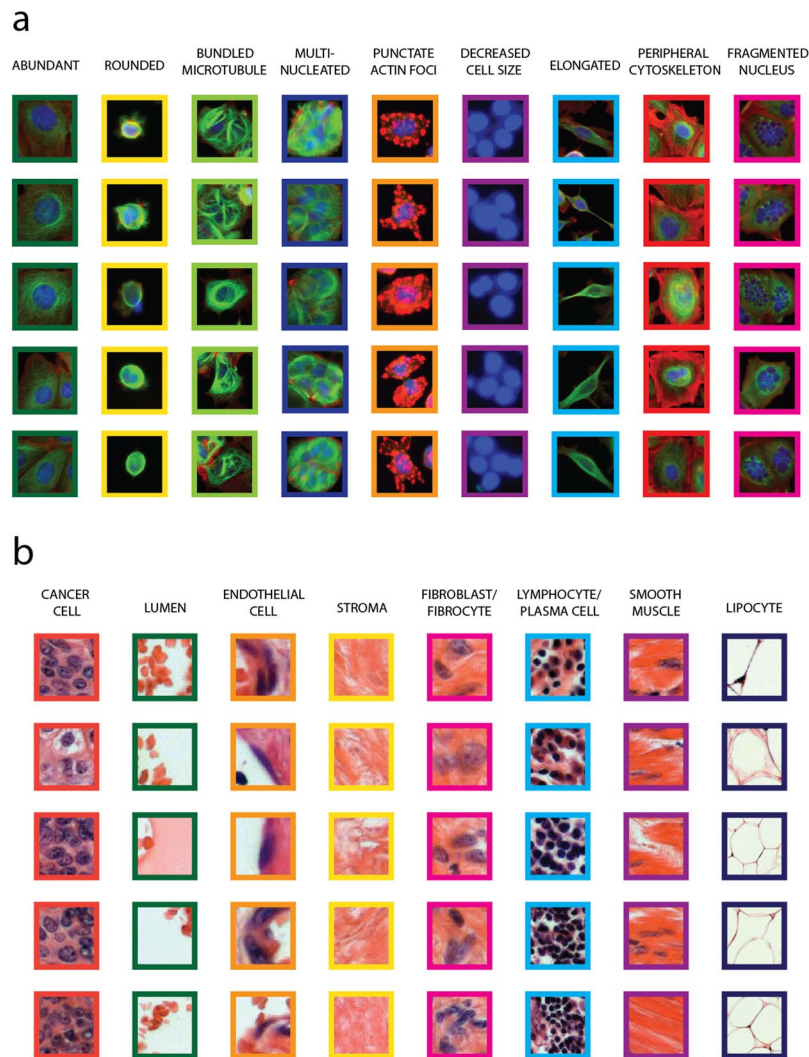 a
ABUNDANT
ROUNDED
BUNDLED
MICROTUBULE
MULTI-
NUCLEATED
PUNCTATE
ACTIN FOCI
DECREASED
CELL SIZE
ELONGATED
PERIPHERAL
CYTOSKELETON
FRAGMENTED
NUCLEUS
b
CANCER
CELL
LUMEN
ENDOTHELIAL
CELL
STROMA
FIBROBLAST/
FIBROCYTE
LYMPHOCYTE/
PLASMA CELL
SMOOTH
MUSCLE
LIPOCYTE